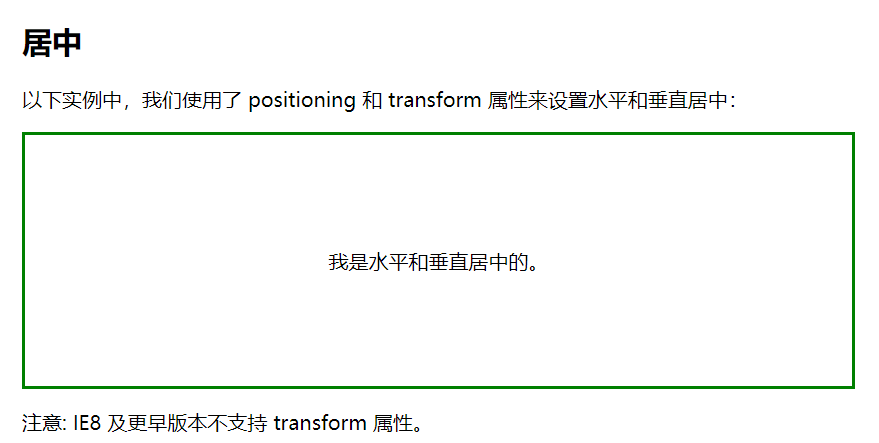 居中
以下实例中，我们使用了 positioning 和 transform 属性来设置水平和垂直居中：
我是水平和垂直居中的。
注意: IE8 及更早版本不支持 transform 属性。